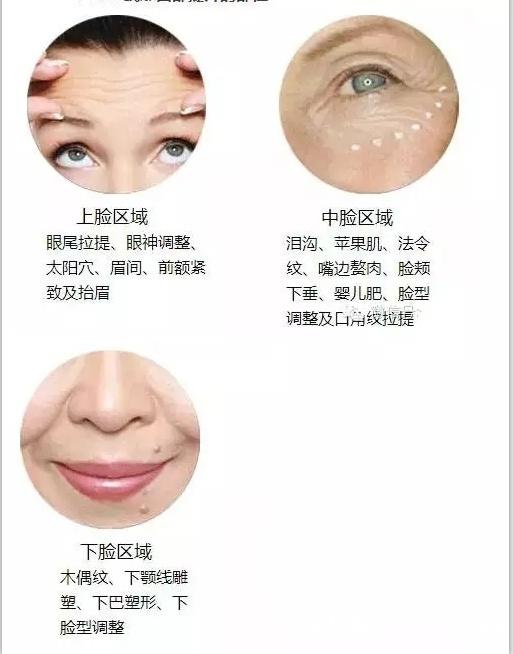 上脸区域
眼尾拉提、眼神调整、
太阳穴、眉间、前额紧
致及抬眉
中脸区域
泪沟、苹果肌、法令
纹、嘴边嫯肉、脸颊
下垂、婴儿肥、脸型
调整及口角纹拉提
下脸区域
木偶纹、下颚线雕
塑、下巴塑形、下
脸型调整